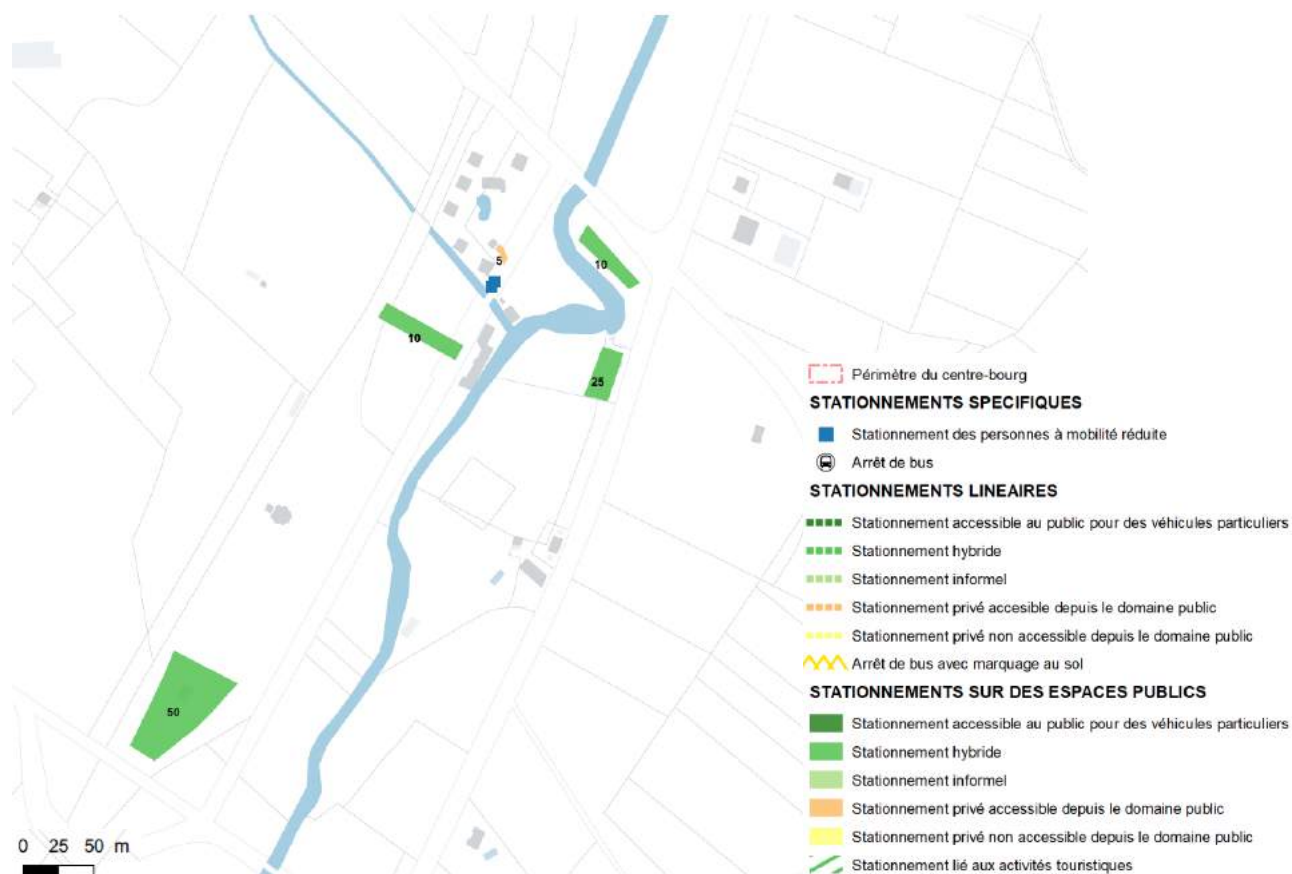 10
5
10
25
50
0 25 50 m
Périmètre du centre-bourg
STATIONNEMENTS SPECIFIQUES
Stationnement des personnes à mobilité réduite
Arrêt de bus
STATIONNEMENTS LINEAIRES
Stationnement accessible au public pour des véhicules particuliers
Stationnement hybride
Stationnement informel
Stationnement privé accesible depuis le domaine public
Stationnement privé non accessible depuis le domaine public
Arrêt de bus avec marquage au sol
STATIONNEMENTS SUR DES ESPACES PUBLICS
Stationnement accessible au public pour des véhicules particuliers
Stationnement hybride
Stationnement informel
Stationnement privé accessible depuis le domaine public
Stationnement privé non accessible depuis le domaine public
Stationnement lié aux activités touristiques